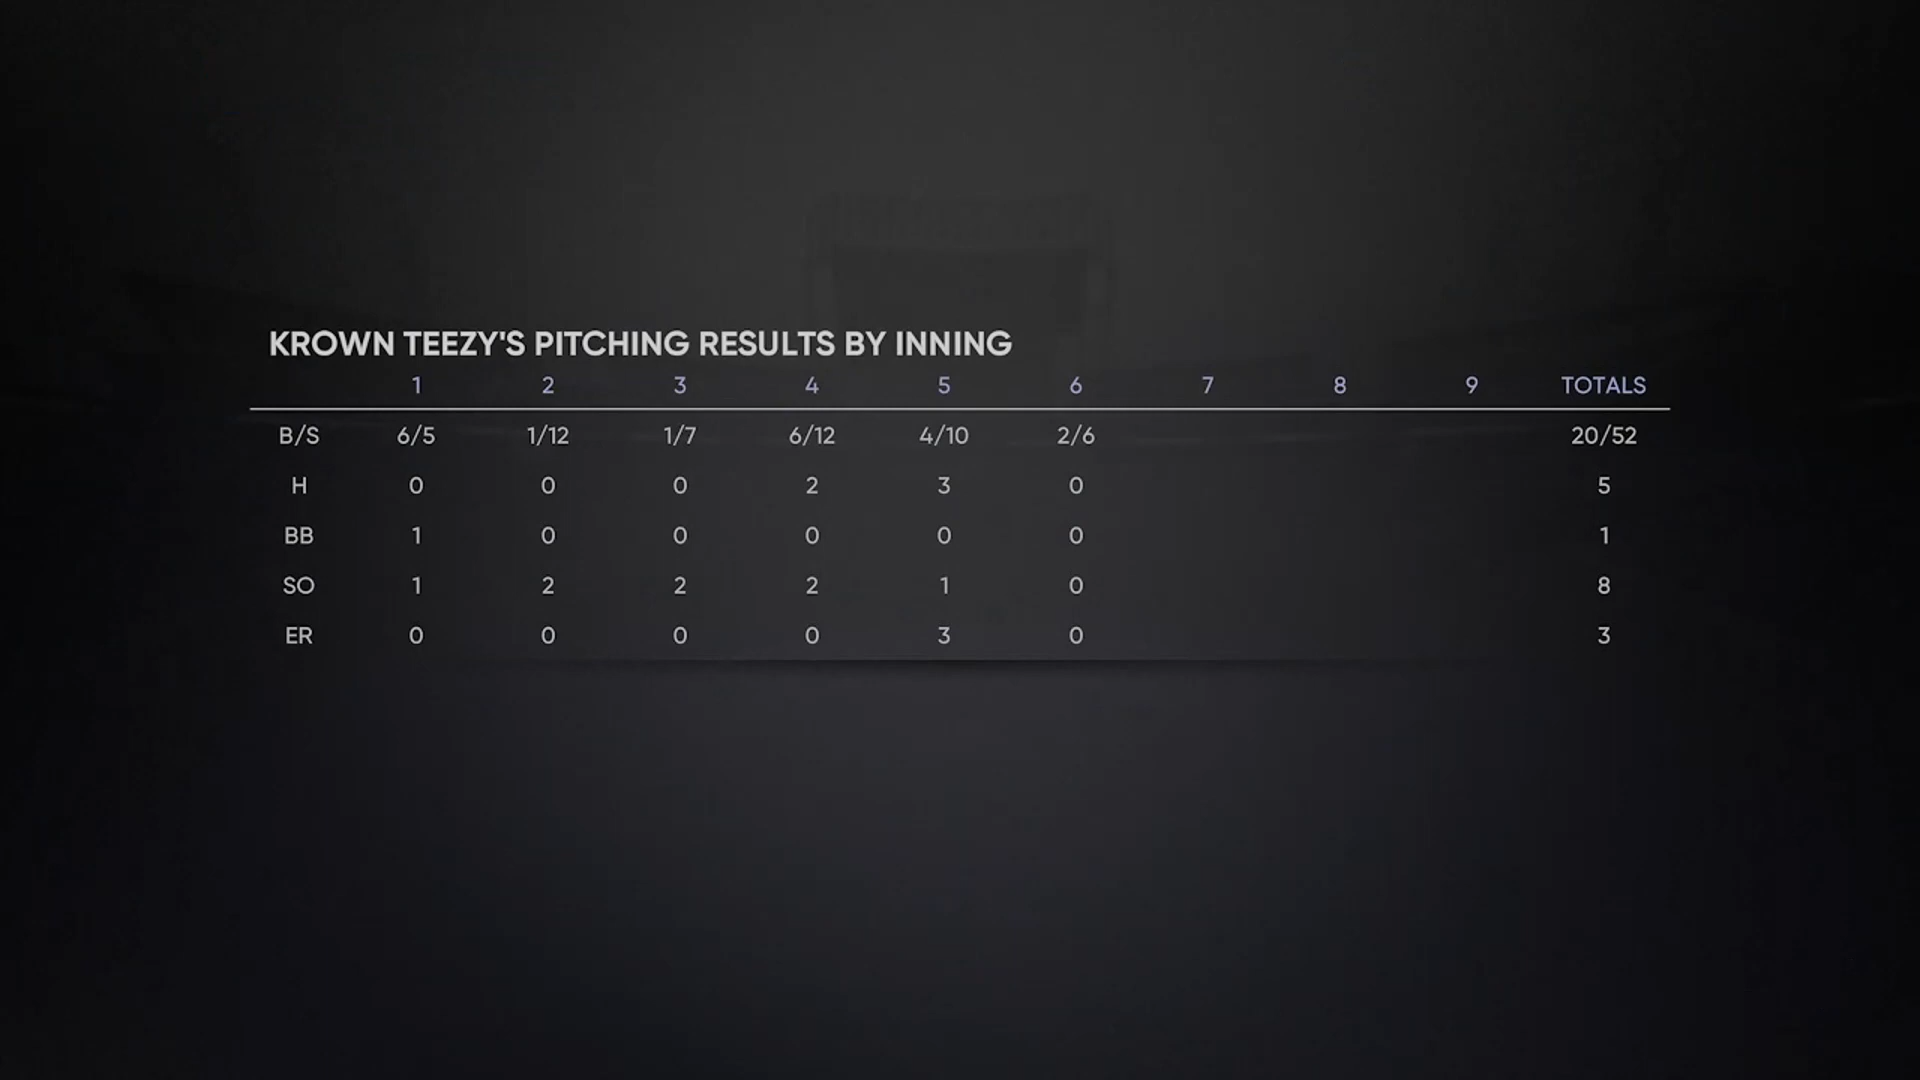 KROWN TEEZY'S PITCHING RESULTS BY INNING
1 2 3 4 5 6 7 8 9 TOTALS
B/S 6/5 1/12 1/7 6/12 4/10 2/6 20/52
H 0 0 0 2 3 0 5
BB 1 0 0 0 0 0 1
SO 1 2 2 2 1 0 8
ER 0 0 0 0 3 0 3